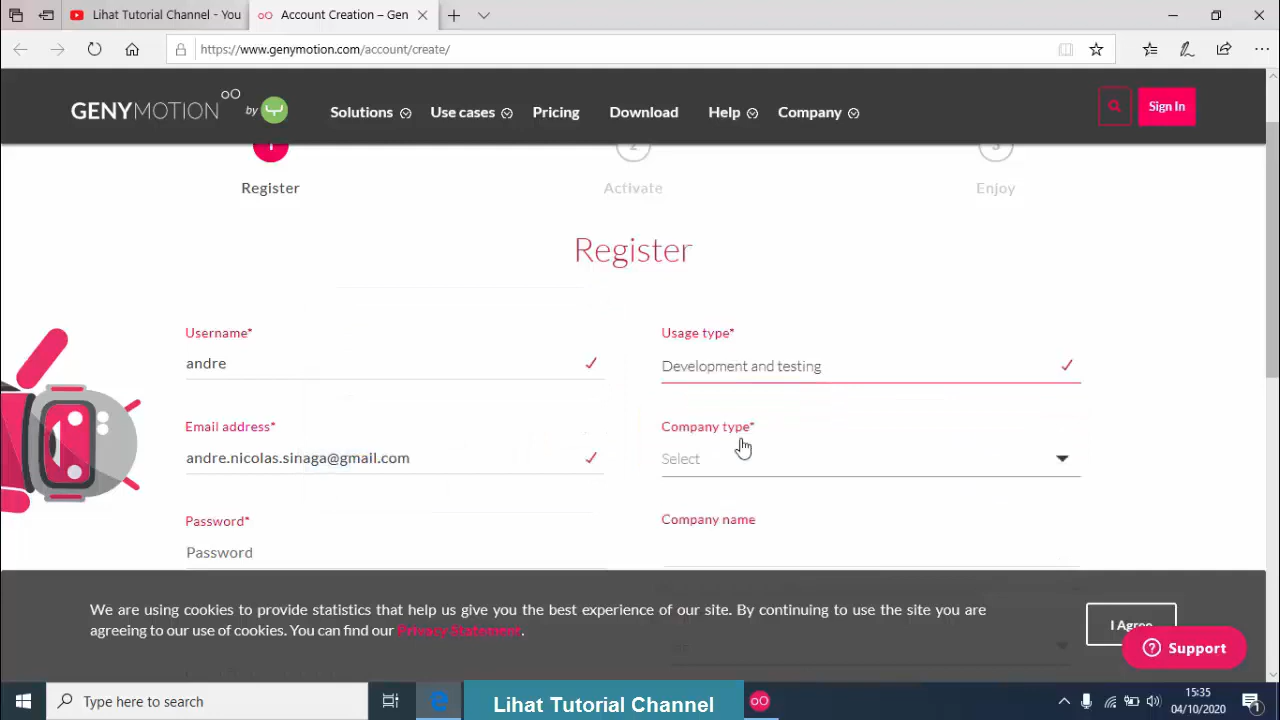 Lihat Tutorial Channel - You
Account Creation – Gen
https://www.genymotion.com/account/create/
GENYMOTION by
Solutions
Use cases
Pricing
Download
Help
Company
Sign In
1
2
3
Register
Activate
Enjoy
Register
Username*
andre
Usage type*
Development and testing
Email address*
andre.nicolas.sinaga@gmail.com
Company type*
Select
Password*
Password
Company name
We are using cookies to provide statistics that help us give you the best experience of our site. By continuing to use the site you are
agreeing to our use of cookies. You can find our Privacy Statement.
I Agree
Support
Type here to search
Lihat Tutorial Channel
15:35
04/10/2020